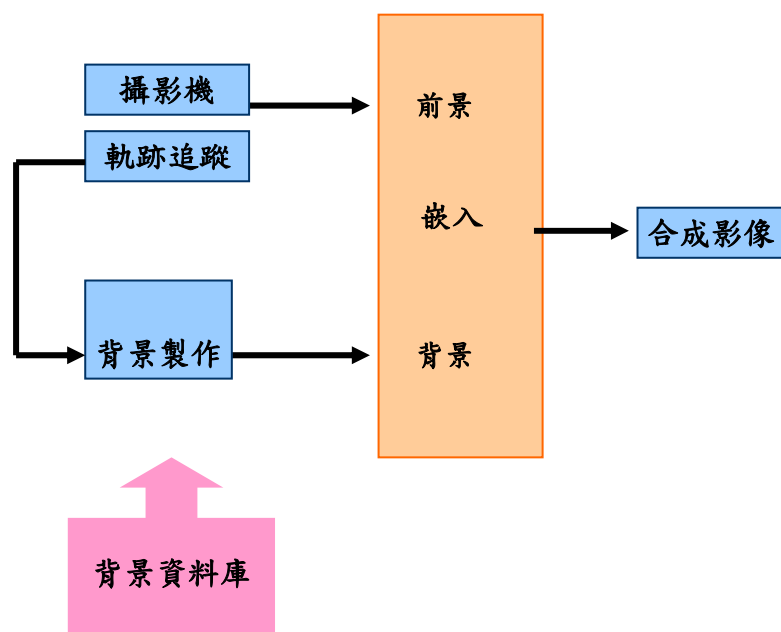 攝影機
前景
軌跡追蹤
嵌入
合成影像
背景製作
背景
背景資料庫